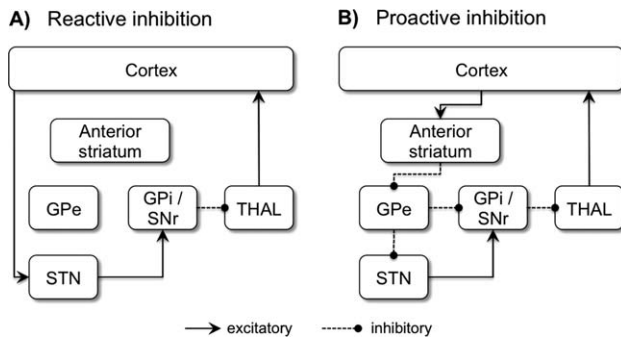 A) Reactive inhibition
Cortex
Anterior
striatum
GPe
GPi /
SNr
THAL
STN
B) Proactive inhibition
Cortex
Anterior
striatum
GPe
GPi /
SNr
THAL
STN
excitatory
inhibitory